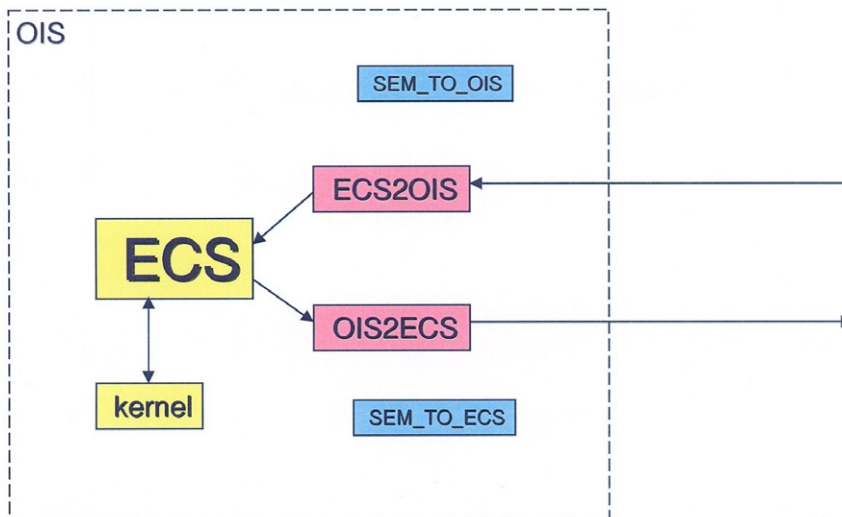 OIS
SEM_TO_OIS
ECS2OIS
ECS
OIS2ECS
kernel
SEM_TO_ECS